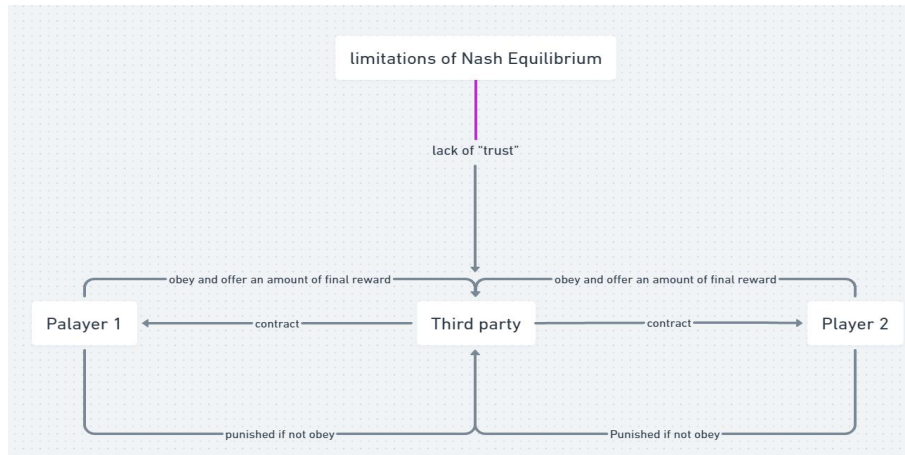 limitations of Nash Equilibrium
lack of “trust”
obey and offer an amount of final reward
obey and offer an amount of final reward
Palayer 1
contract
Third party
contract
Player 2
punished if not obey
Punished if not obey